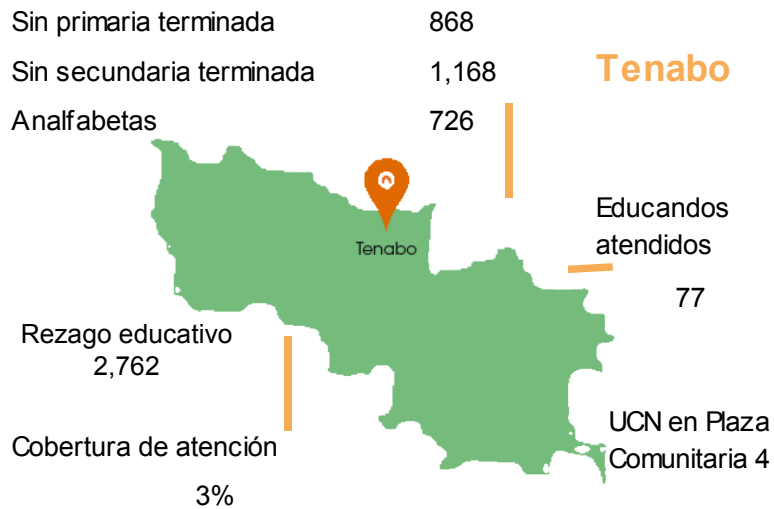 Sin primaria terminada 868
Sin secundaria terminada 1,168
Analfabetas 726
Tenabo
Tenabo
Educandos
atendidos
77
Rezago educativo
2,762
Cobertura de atención
3%
UCN en Plaza
Comunitaria 4